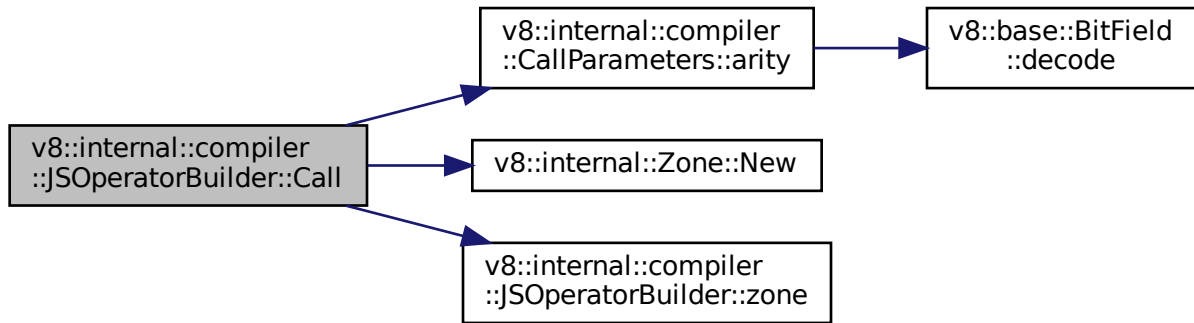 v8::internal::compiler
::JSOperatorBuilder::Call
v8::internal::compiler
::CallParameters::arity
v8::base::BitField
::decode
v8::internal::Zone::New
v8::internal::compiler
::JSOperatorBuilder::zone